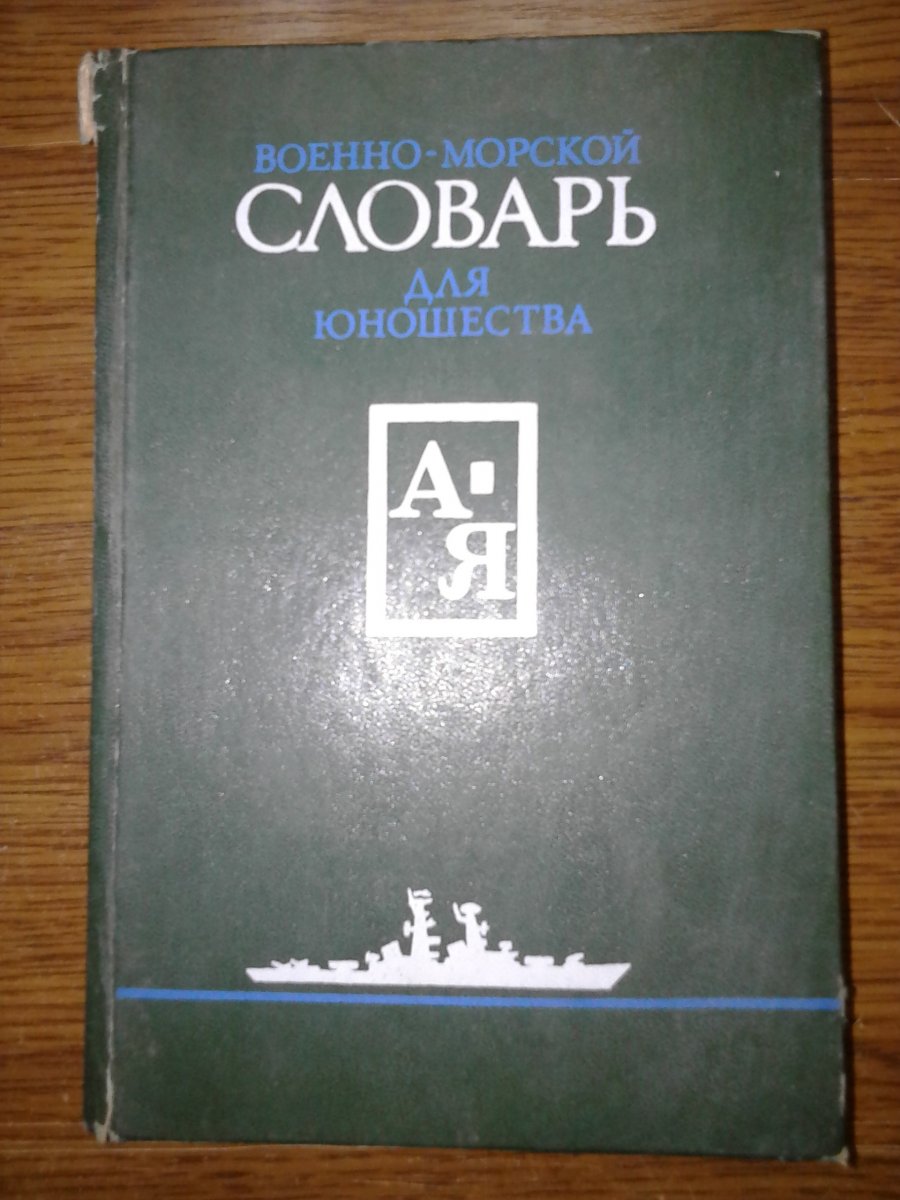 ВОЕННО-МОРСКОЙ
СЛОВАРЬ
ДЛЯ
ЮНОШЕСТВА
А·
Я